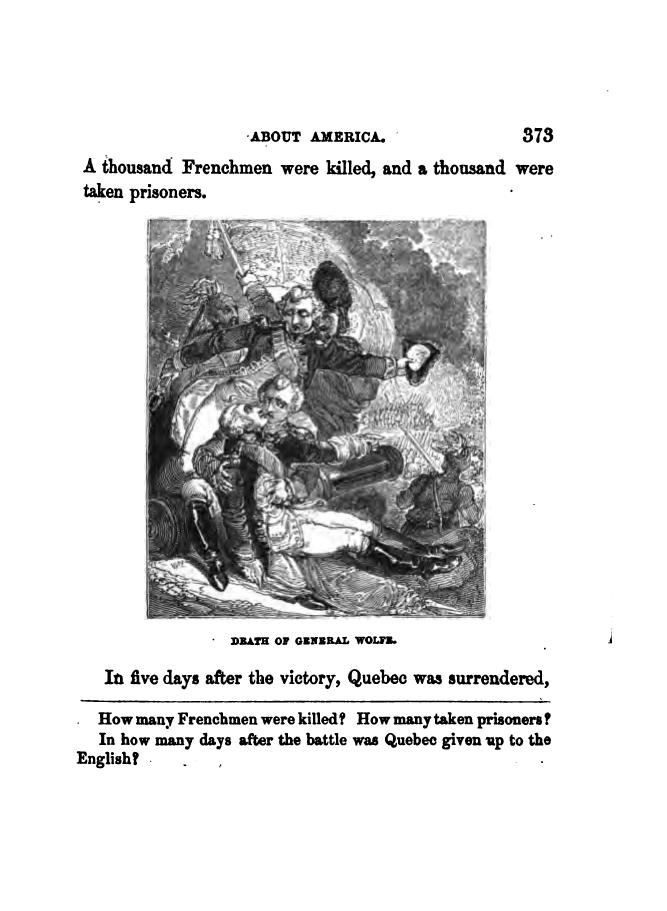 ABOUT AMERICA. 373
A thousand Frenchmen were killed, and a thousand were
taken prisoners.
DEATH OF GENERAL WOLFE.
In five days after the victory, Quebec was surrendered,
How many Frenchmen were killed? How many taken prisoners?
In how many days after the battle was Quebec given up to the
English?